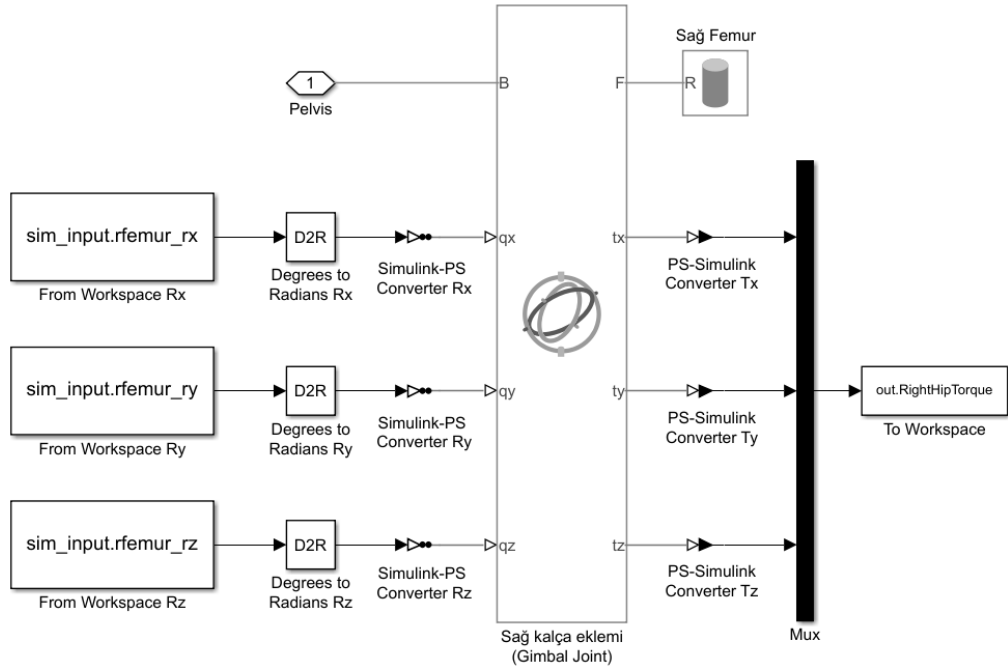 Sağ Femur
1
B
F
R
Pelvis
sim_input.rfemur_rx
D2R
qx
tx
From Workspace Rx
Degrees to
Radians Rx
Simulink-PS
Converter Rx
PS-Simulink
Converter Tx
sim_input.rfemur_ry
D2R
qy
ty
out.RightHipTorque
From Workspace Ry
Degrees to
Radians Ry
Simulink-PS
Converter Ry
PS-Simulink
Converter Ty
To Workspace
sim_input.rfemur_rz
D2R
qz
tz
From Workspace Rz
Degrees to
Radians Rz
Simulink-PS
Converter Rz
PS-Simulink
Converter Tz
Sağ kalça eklemi
(Gimbal Joint)
Mux